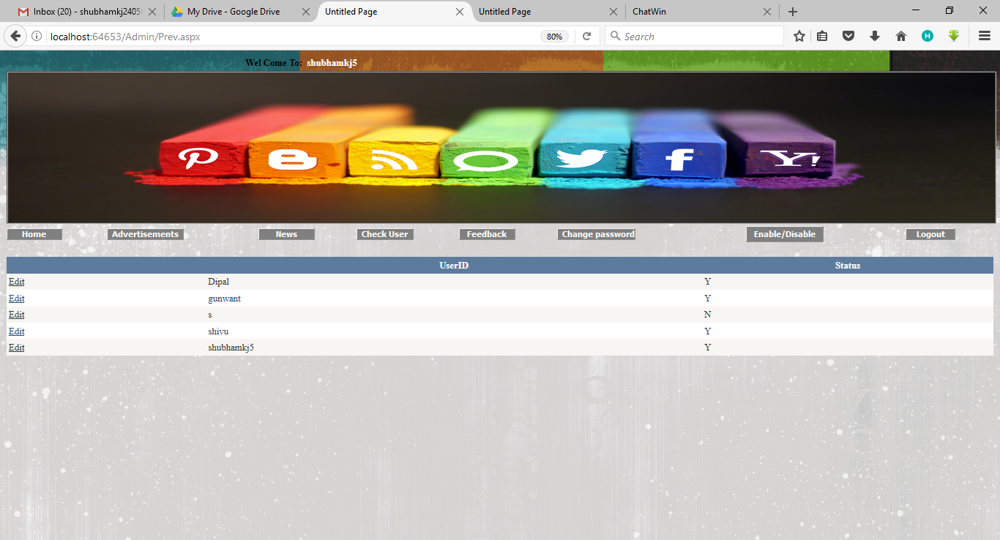 Inbox (20) - shubhamkj2405 My Drive - Google Drive Untitled Page Untitled Page ChatWin
localhost:64653/Admin/Prev.aspx 80% Search H
Wel Come To: shubhamkj5
f Y!
Home Advertisements News Check User Feedback Change password Enable/Disable Logout
UserID Status
Edit Dipal Y
Edit gunwant Y
Edit s N
Edit shivu Y
Edit shubhamkj5 Y